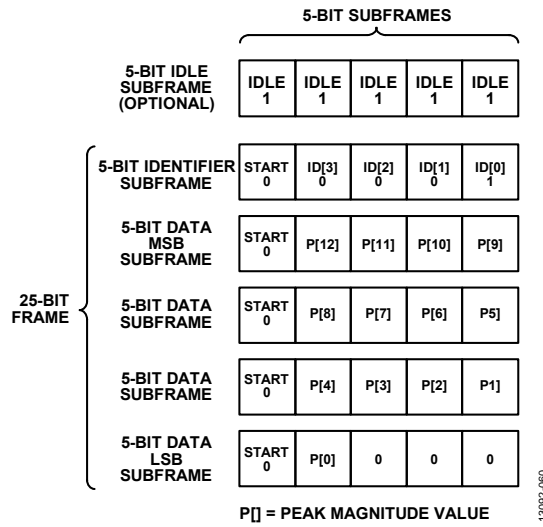 5-BIT SUBFRAMES
5-BIT IDLE
SUBFRAME
(OPTIONAL)
IDLE
1
IDLE
1
IDLE
1
IDLE
1
IDLE
1
25-BIT
FRAME
5-BIT IDENTIFIER
SUBFRAME
START
0
ID[3]
0
ID[2]
0
ID[1]
0
ID[0]
1
5-BIT DATA
MSB
SUBFRAME
START
0
P[12]
P[11]
P[10]
P[9]
5-BIT DATA
SUBFRAME
START
0
P[8]
P[7]
P[6]
P5]
5-BIT DATA
SUBFRAME
START
0
P[4]
P[3]
P[2]
P1]
5-BIT DATA
LSB
SUBFRAME
START
0
P[0]
0
0
0
P[] = PEAK MAGNITUDE VALUE
13092-060